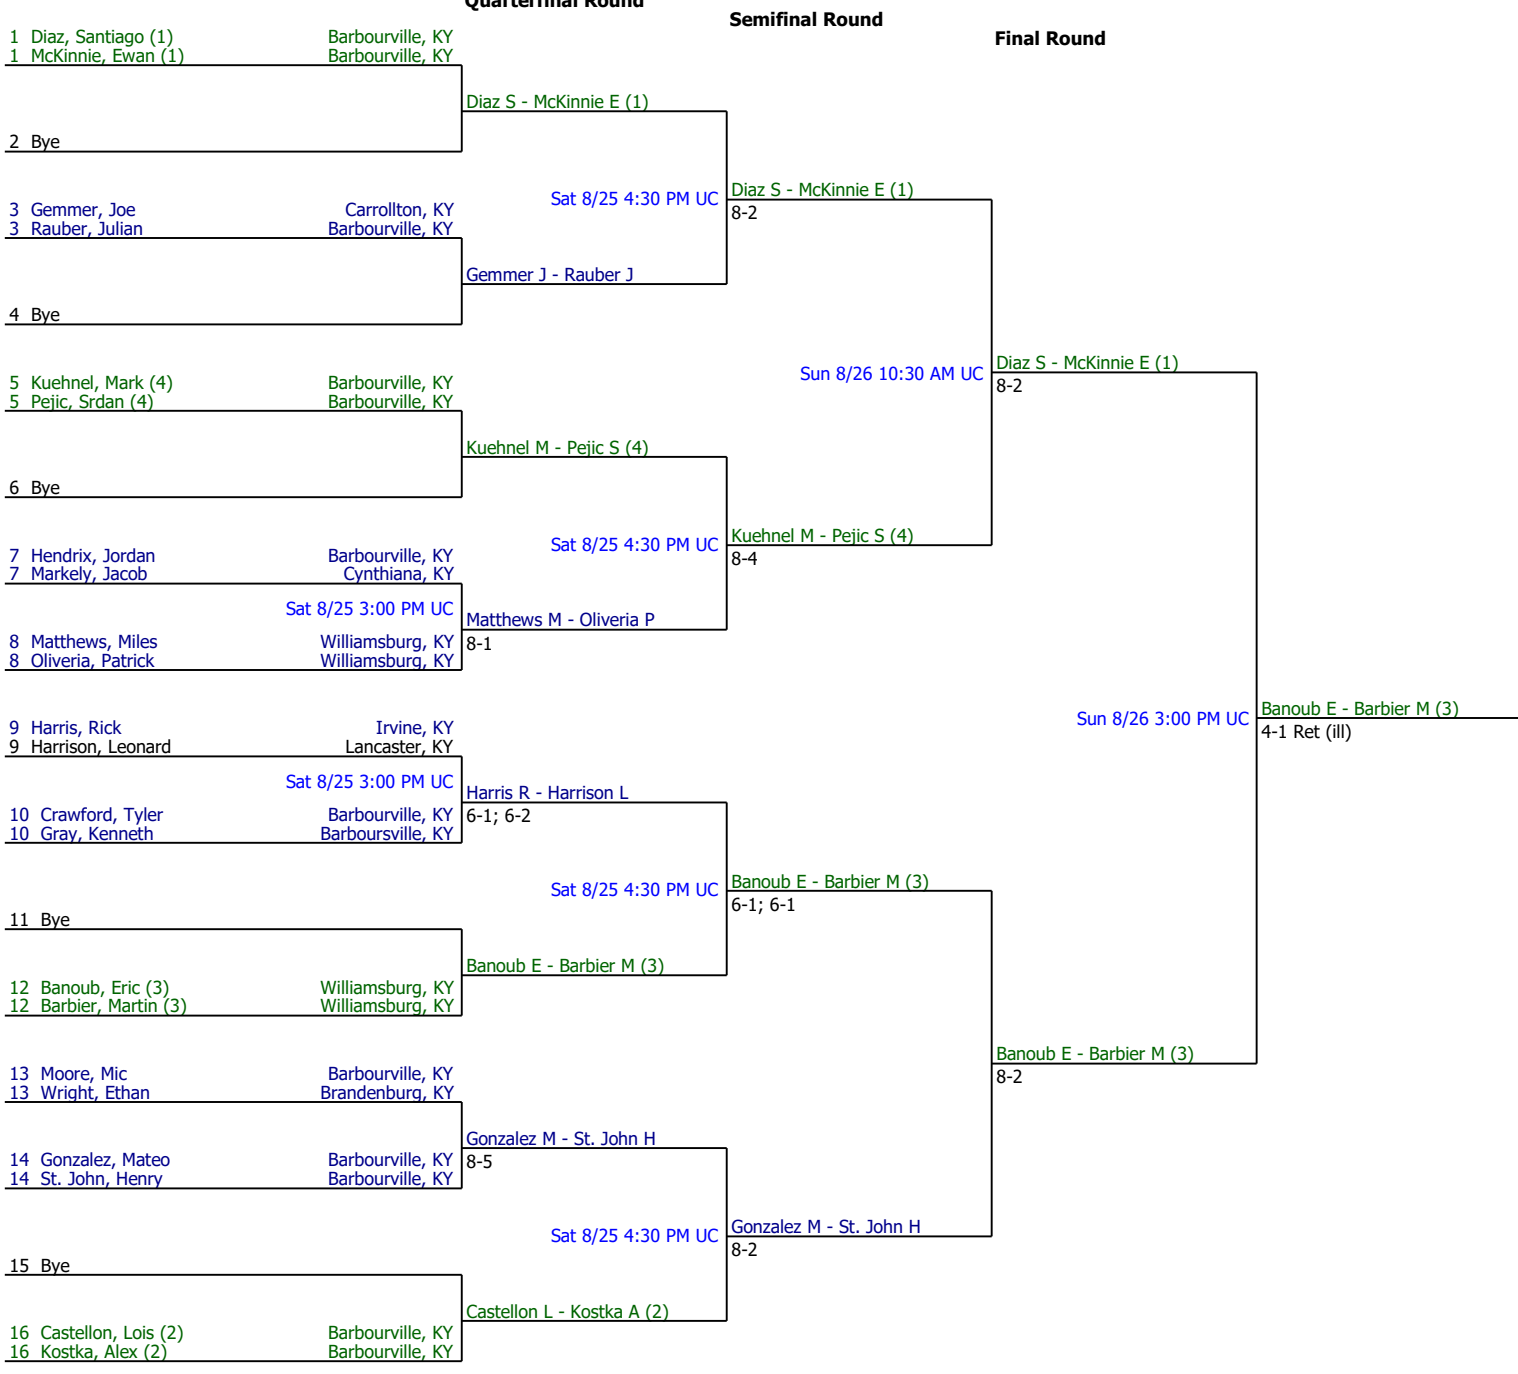 Quarterfinal Round
Semifinal Round
Final Round
1 Diaz, Santiago (1) Barbourville, KY
1 McKinnie, Ewan (1) Barbourville, KY
Diaz S - McKinnie E (1)
2 Bye
Sat 8/25 4:30 PM UC
Diaz S - McKinnie E (1)
8-2
3 Gemmer, Joe Carrollton, KY
3 Rauber, Julian Barbourville, KY
Gemmer J - Rauber J
4 Bye
Sun 8/26 10:30 AM UC
Diaz S - McKinnie E (1)
8-2
5 Kuehnel, Mark (4) Barbourville, KY
5 Pejic, Srdan (4) Barbourville, KY
Kuehnel M - Pejic S (4)
6 Bye
Sat 8/25 4:30 PM UC
Kuehnel M - Pejic S (4)
8-4
7 Hendrix, Jordan Barbourville, KY
7 Markely, Jacob Cynthiana, KY
Sat 8/25 3:00 PM UC
Matthews M - Oliveria P
8-1
8 Matthews, Miles Williamsburg, KY
8 Oliveria, Patrick Williamsburg, KY
Sun 8/26 3:00 PM UC
Banoub E - Barbier M (3)
4-1 Ret (ill)
9 Harris, Rick Irvine, KY
9 Harrison, Leonard Lancaster, KY
Sat 8/25 3:00 PM UC
Harris R - Harrison L
6-1; 6-2
10 Crawford, Tyler Barbourville, KY
10 Gray, Kenneth Barboursville, KY
Sat 8/25 4:30 PM UC
Banoub E - Barbier M (3)
6-1; 6-1
11 Bye
Banoub E - Barbier M (3)
12 Banoub, Eric (3) Williamsburg, KY
12 Barbier, Martin (3) Williamsburg, KY
Banoub E - Barbier M (3)
8-2
13 Moore, Mic Barbourville, KY
13 Wright, Ethan Brandenburg, KY
Gonzalez M - St. John H
8-5
14 Gonzalez, Mateo Barbourville, KY
14 St. John, Henry Barbourville, KY
Sat 8/25 4:30 PM UC
Gonzalez M - St. John H
8-2
15 Bye
Castellon L - Kostka A (2)
16 Castellon, Lois (2) Barbourville, KY
16 Kostka, Alex (2) Barbourville, KY